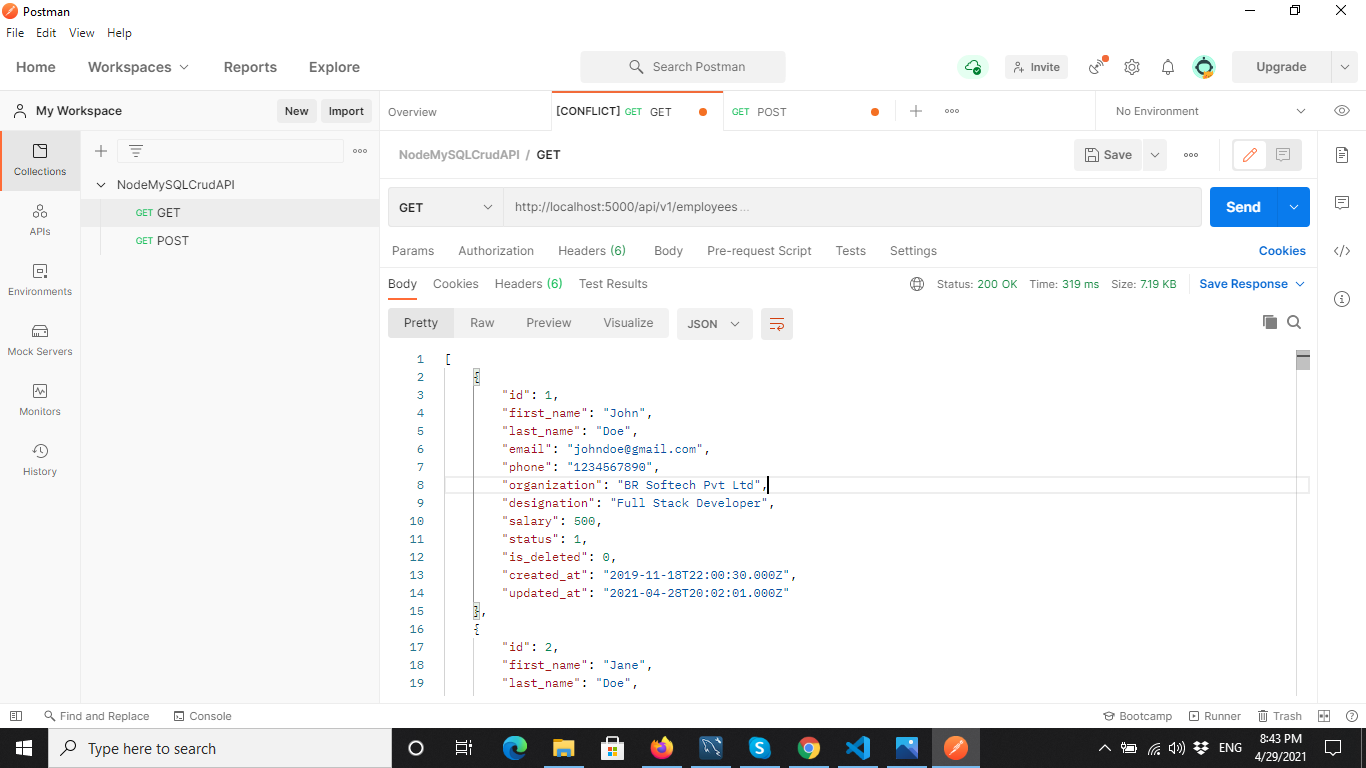 Postman
File Edit View Help
Home Workspaces Reports Explore Search Postman Invite Upgrade
My Workspace New Import Overview [CONFLICT] GET GET GET POST No Environment
Collections
APIs
Environments
Mock Servers
Monitors
History
NodeMySQLCrudAPI
GET GET
GET POST
NodeMySQLCrudAPI / GET Save
GET http://localhost:5000/api/v1/employees ... Send
Params Authorization Headers (6) Body Pre-request Script Tests Settings Cookies
Body Cookies Headers (6) Test Results Status: 200 OK Time: 319 ms Size: 7.19 KB Save Response
Pretty Raw Preview Visualize JSON
1 [
2 {
3 "id": 1,
4 "first_name": "John",
5 "last_name": "Doe",
6 "email": "johndoe@gmail.com",
7 "phone": "1234567890",
8 "organization": "BR Softech Pvt Ltd",
9 "designation": "Full Stack Developer",
10 "salary": 500,
11 "status": 1,
12 "is_deleted": 0,
13 "created_at": "2019-11-18T22:00:30.000Z",
14 "updated_at": "2021-04-28T20:02:01.000Z"
15 },
16 {
17 "id": 2,
18 "first_name": "Jane",
19 "last_name": "Doe",
Find and Replace Console Bootcamp Runner Trash
Type here to search ENG 8:43 PM
4/29/2021